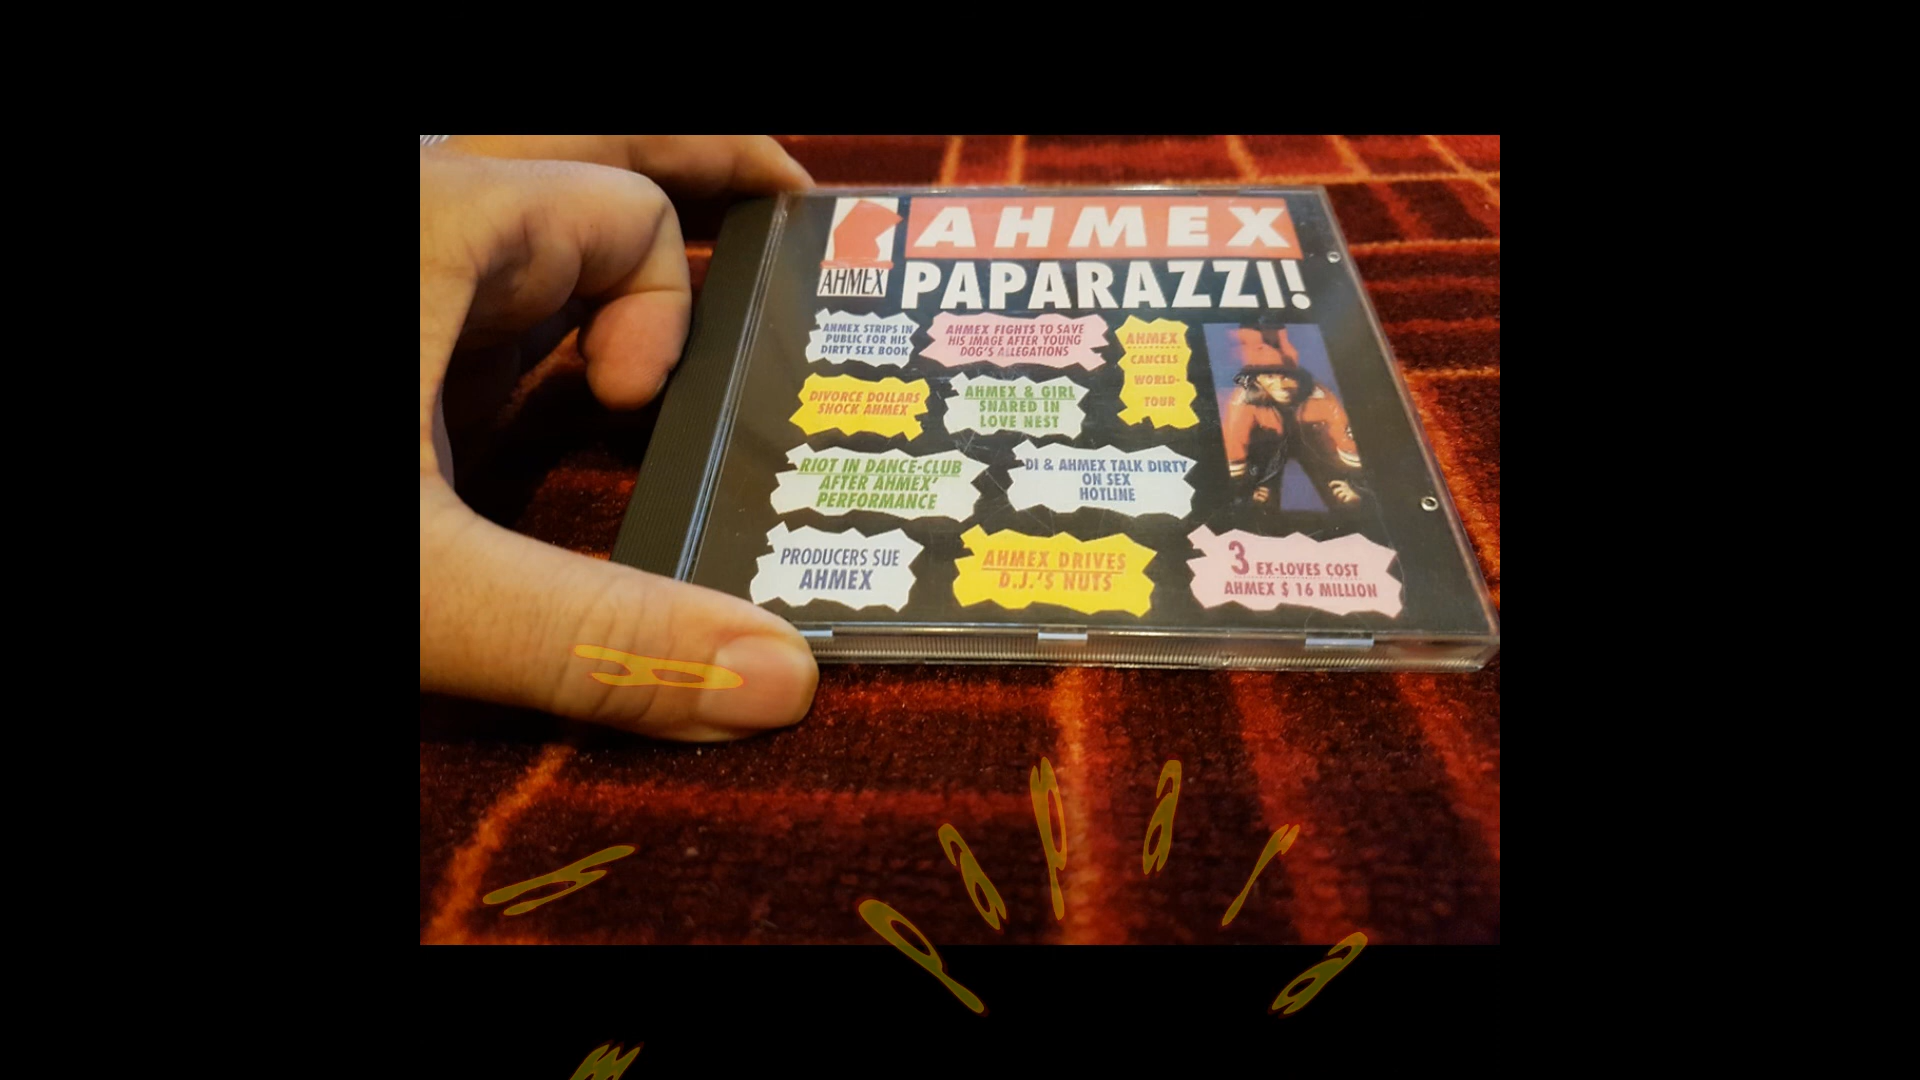 AHMEX
PAPARAZZI!
AHMEX
AHMEX STRIPS IN
PUBLIC FOR HIS
DIRTY SEX BOOK
AHMEX FIGHTS TO SAVE
HIS IMAGE AFTER YOUNG
DOG'S ALLEGATIONS
AHMEX
CANCELS
WORLD-
TOUR
DIVORCE DOLLARS
SHOCK AHMEX
AHMEX & GIRL
SNARED IN
LOVE NEST
RIOT IN DANCE-CLUB
AFTER AHMEX'
PERFORMANCE
DI & AHMEX TALK DIRTY
ON SEX
HOTLINE
PRODUCERS SUE
AHMEX
AHMEX DRIVES
D.J.'S NUTS
3 EX-LOVES COST
AHMEX $ 16 MILLION